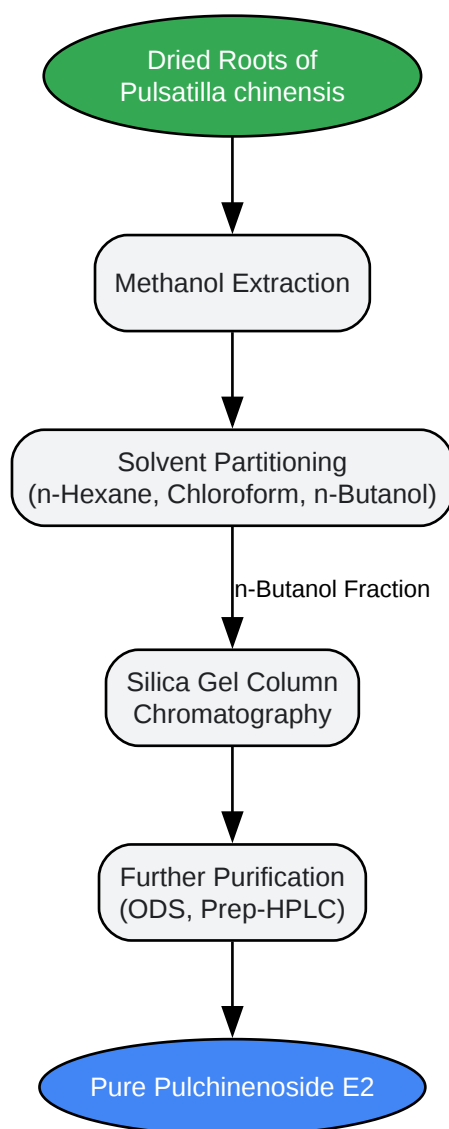 Dried Roots of
Pulsatilla chinensis
Methanol Extraction
Solvent Partitioning
(n-Hexane, Chloroform, n-Butanol)
n-Butanol Fraction
Silica Gel Column
Chromatography
Further Purification
(ODS, Prep-HPLC)
Pure Pulchinenoside E2